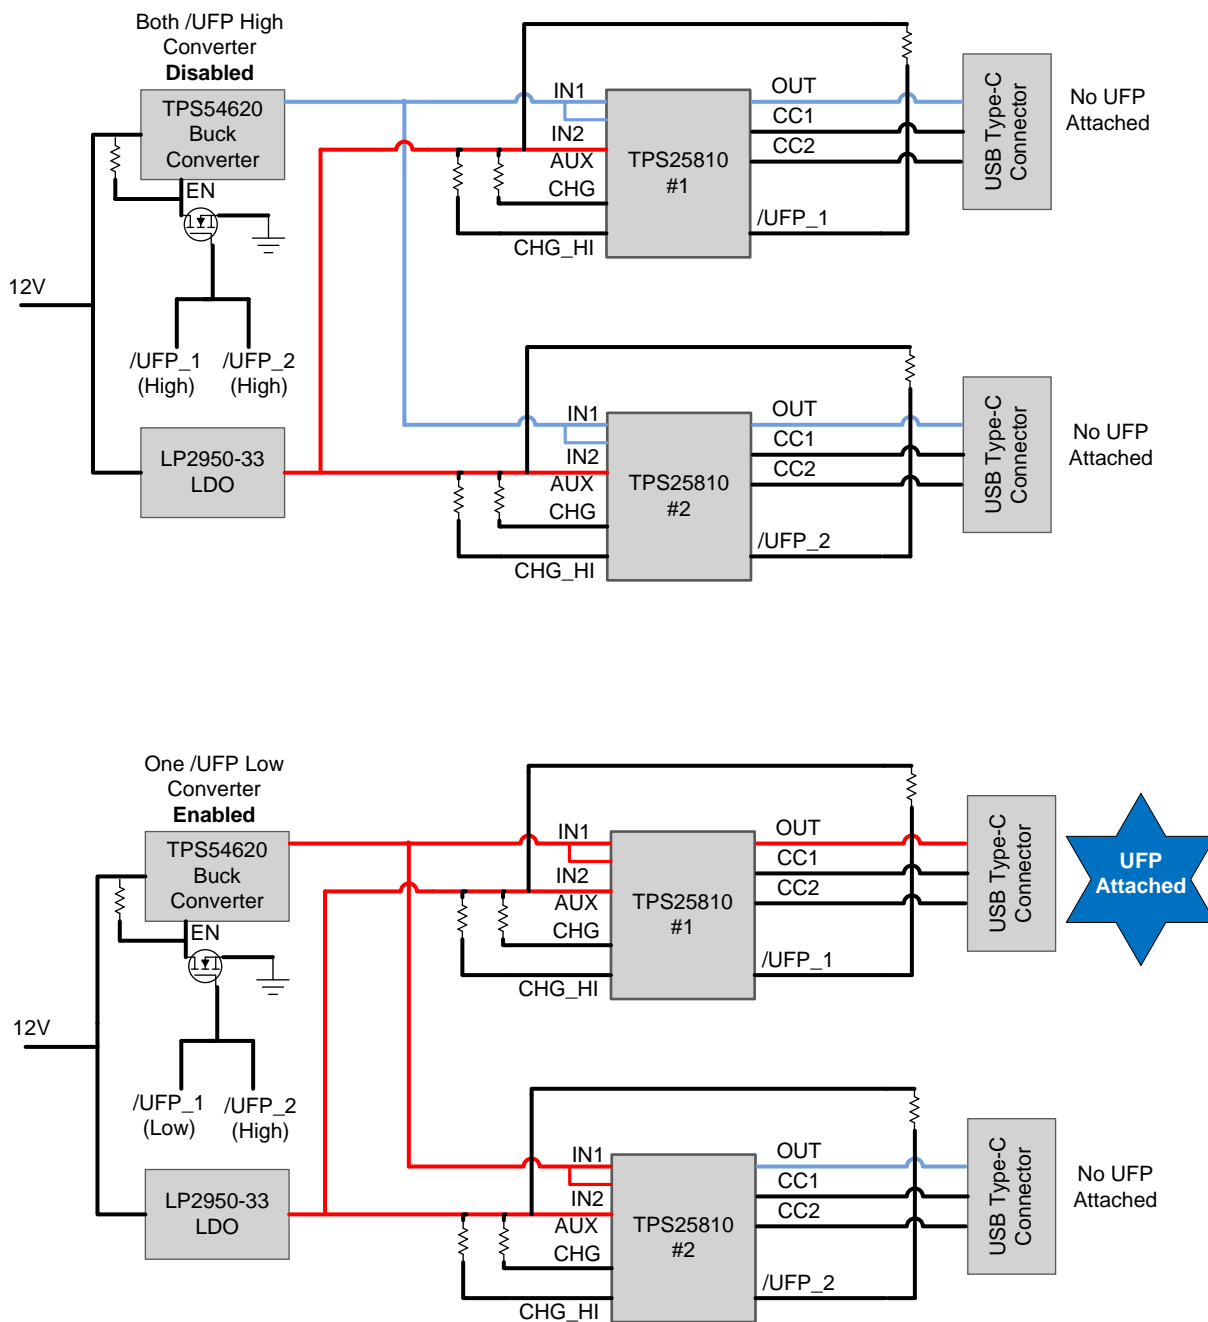 Both /UFP High
Converter
Disabled
TPS54620
Buck
Converter
EN
12V
/UFP_1
(High)
/UFP_2
(High)
LP2950-33
LDO
IN1
IN2
AUX
CHG
CHG_HI
TPS25810
#1
OUT
CC1
CC2
/UFP_1
USB Type-C
Connector
No UFP
Attached
IN1
IN2
AUX
CHG
CHG_HI
TPS25810
#2
OUT
CC1
CC2
/UFP_2
USB Type-C
Connector
No UFP
Attached
One /UFP Low
Converter
Enabled
TPS54620
Buck
Converter
EN
12V
/UFP_1
(Low)
/UFP_2
(High)
LP2950-33
LDO
IN1
IN2
AUX
CHG
CHG_HI
TPS25810
#1
OUT
CC1
CC2
/UFP_1
USB Type-C
Connector
UFP
Attached
IN1
IN2
AUX
CHG
CHG_HI
TPS25810
#2
OUT
CC1
CC2
/UFP_2
USB Type-C
Connector
No UFP
Attached